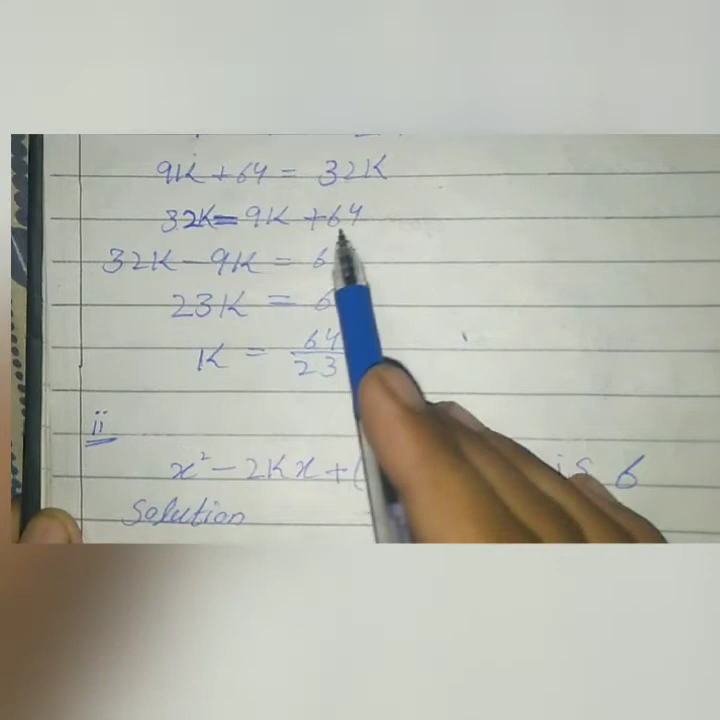 9K + 64 = 32K
32K = 9K + 64
32K - 9K = 6
23K = 6
K = 64/23
ii
x² - 2Kx + ( is 6
Solution